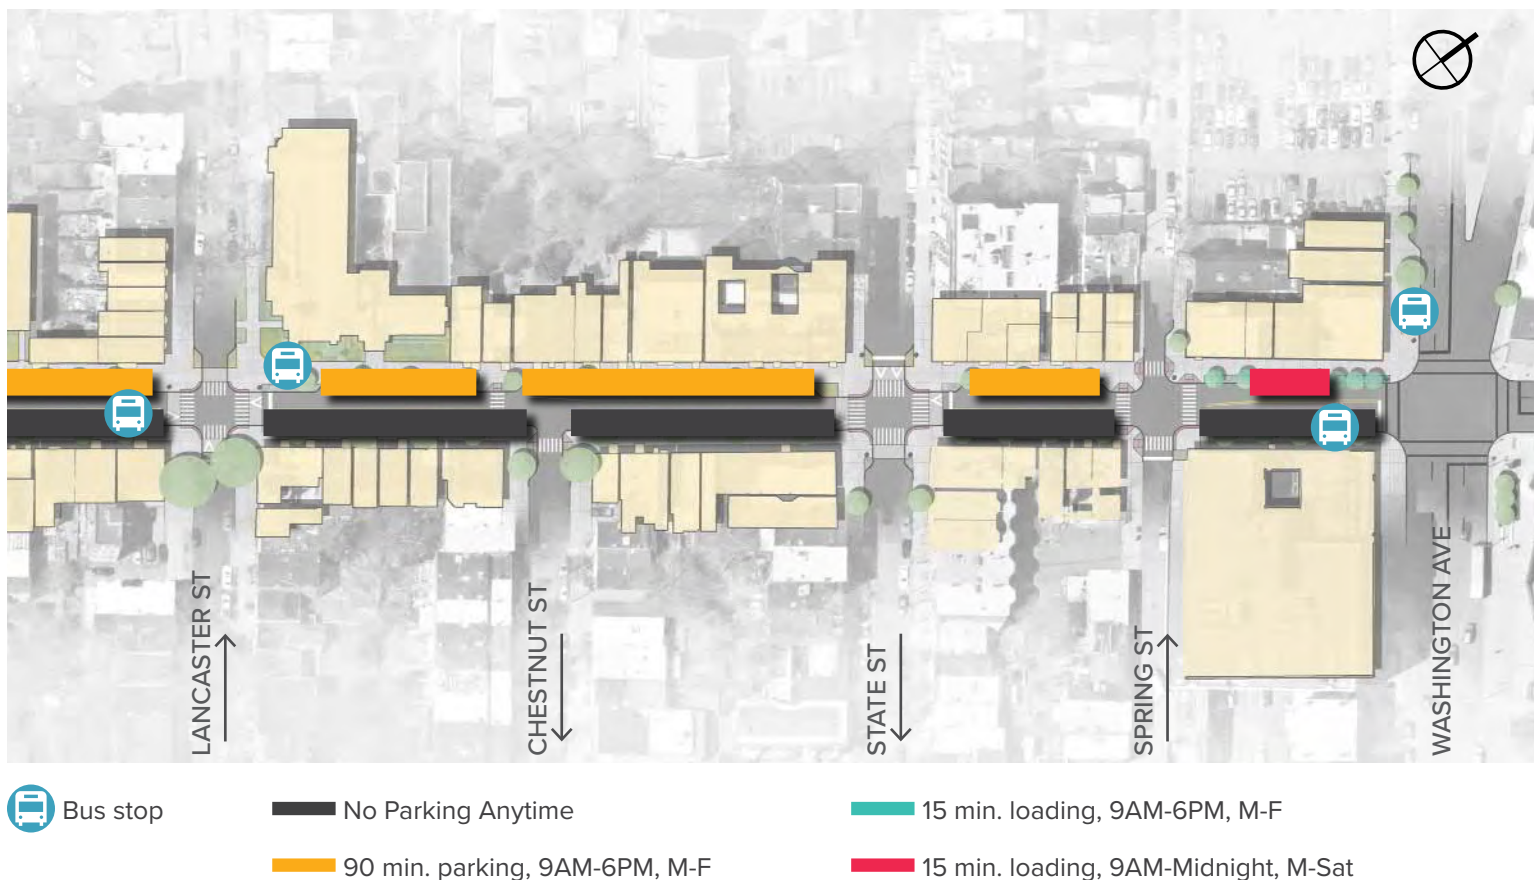 LANCASTER ST
CHESTNUT ST
STATE ST
SPRING ST
WASHINGTON AVE
Bus stop
No Parking Anytime
15 min. loading, 9AM-6PM, M-F
90 min. parking, 9AM-6PM, M-F
15 min. loading, 9AM-Midnight, M-Sat